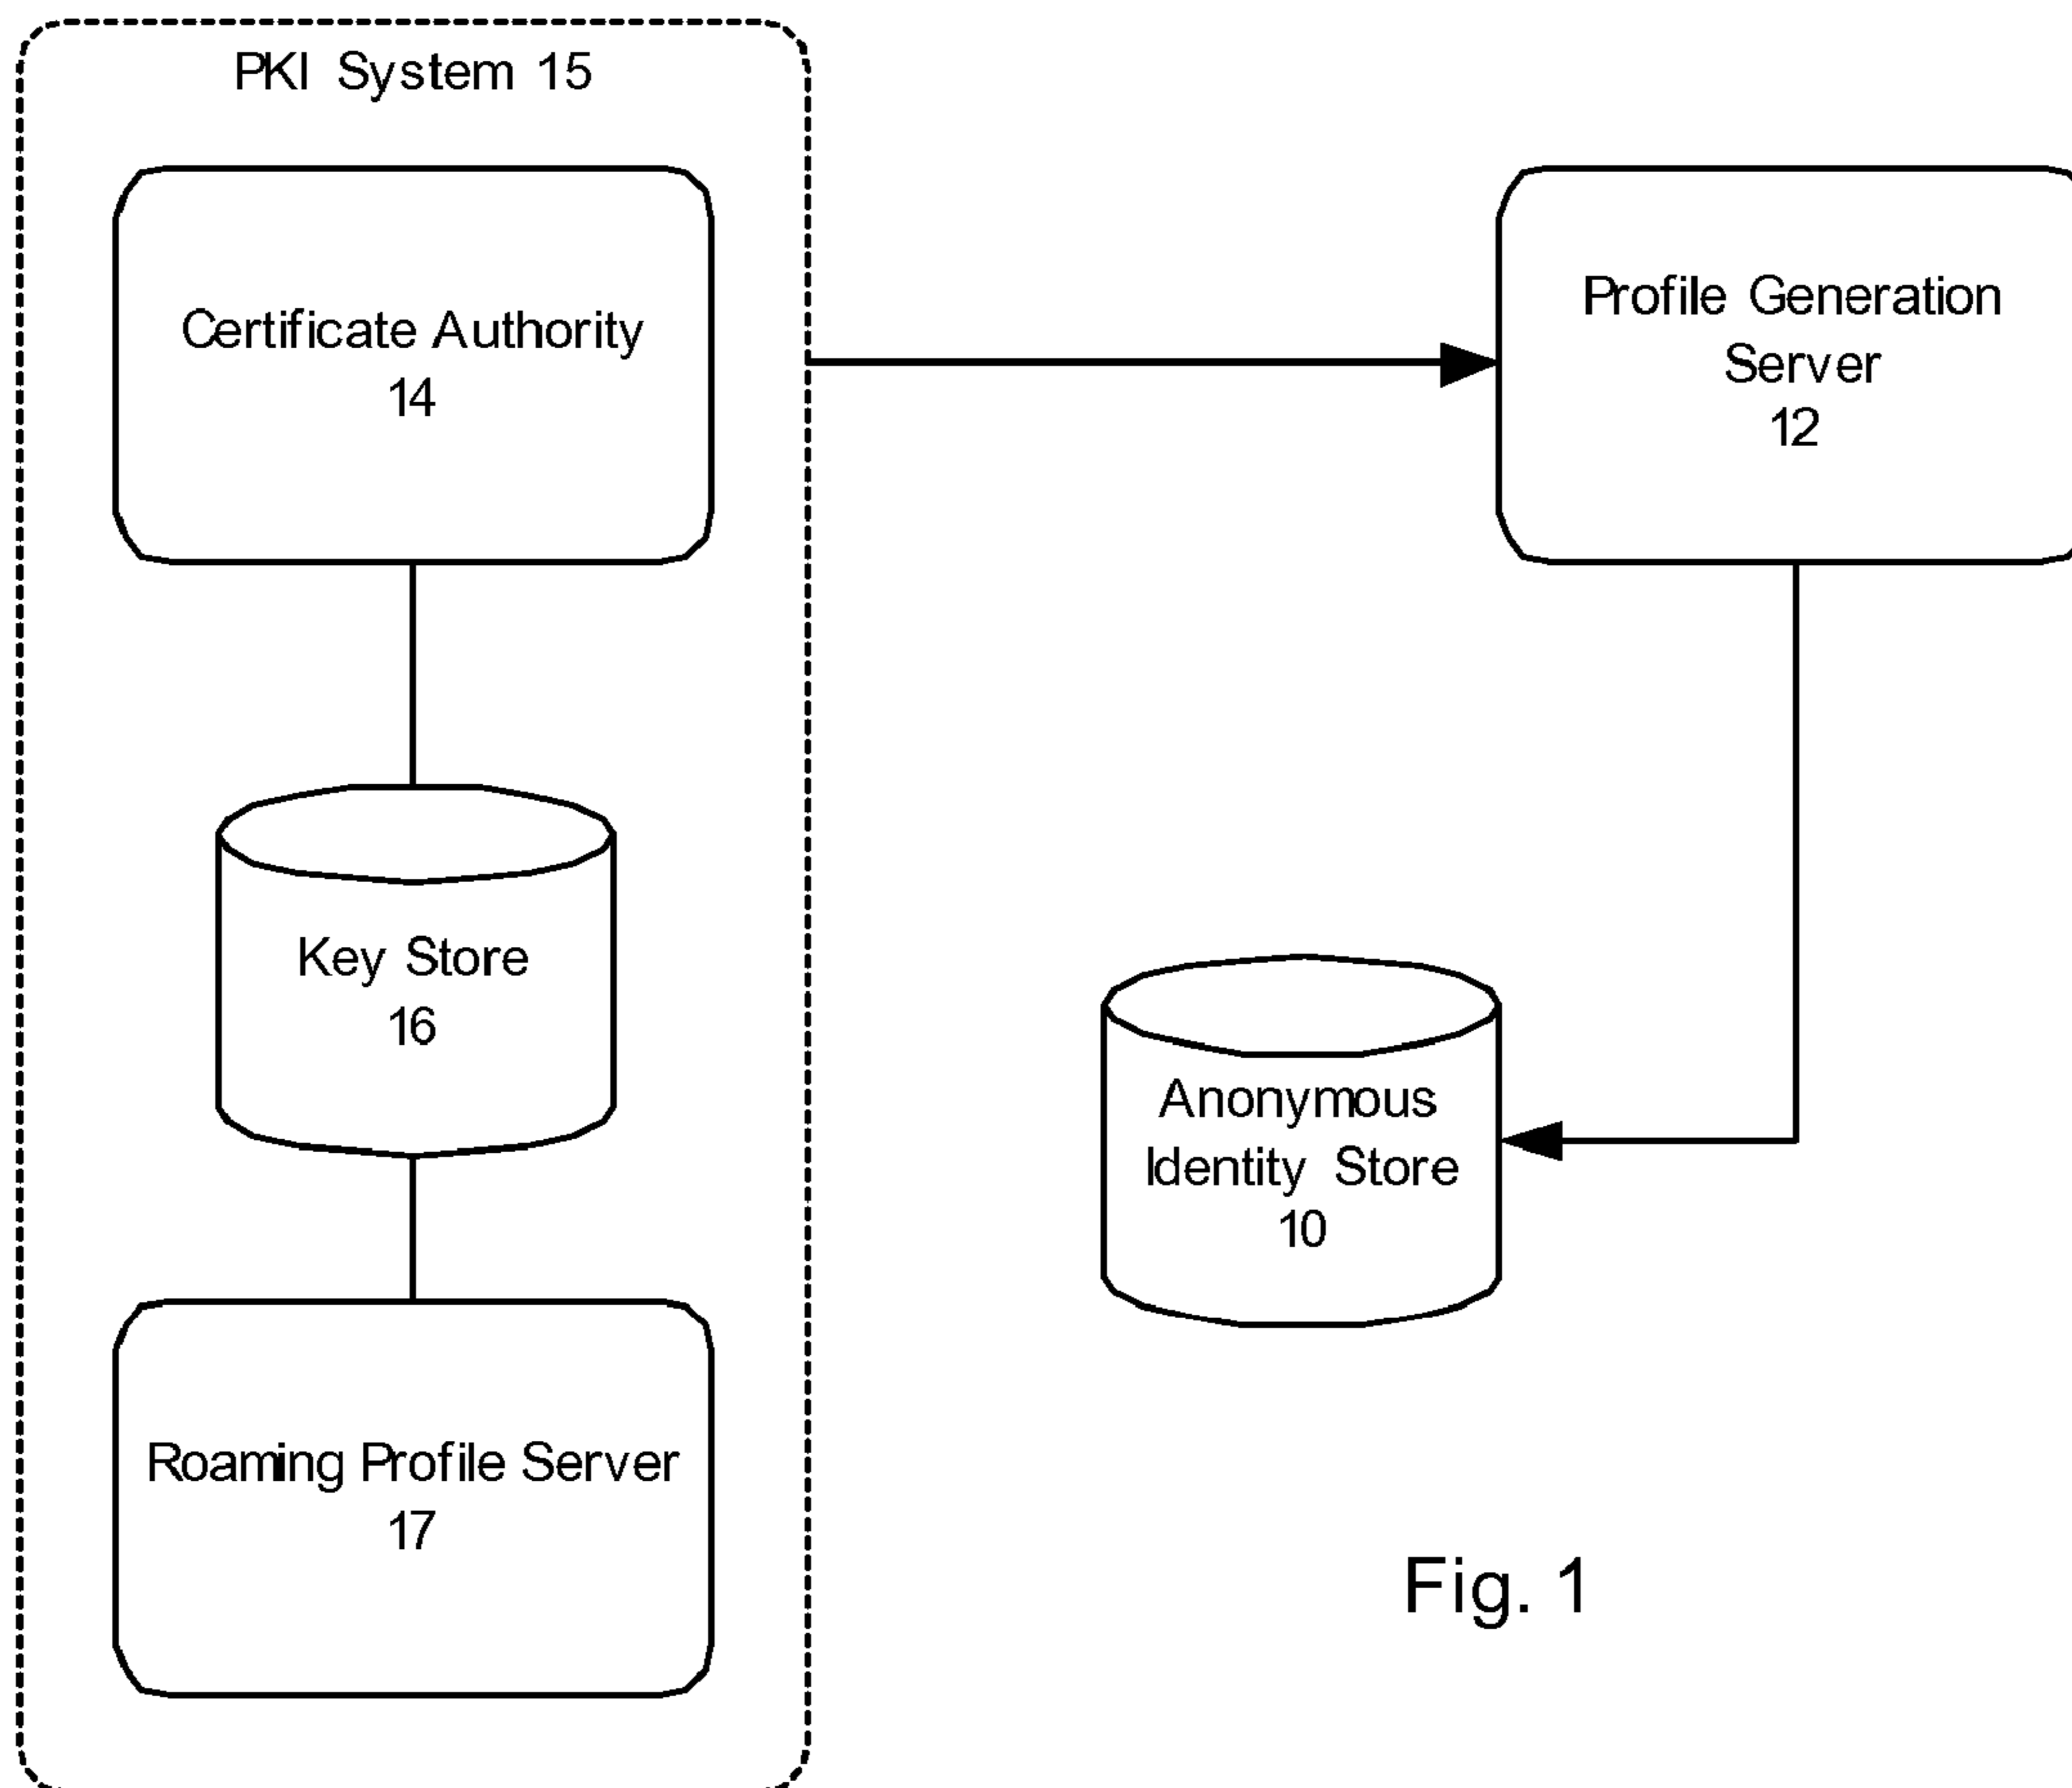 PKI System 15
Certificate Authority
14
Profile Generation
Server
12
Key Store
16
Anonymous
Identity Store
10
Roaming Profile Server
17
Fig. 1